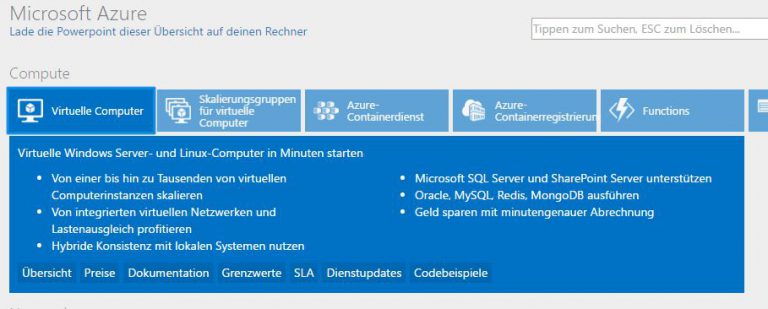 Microsoft Azure
Lade die Powerpoint dieser Übersicht auf deinen Rechner
Tippen zum Suchen, ESC zum Löschen...
Compute
Virtuelle Computer
Skalierungsgruppen
für virtuelle
Computer
Azure-
Containerdienst
Azure-
Containerregistrierun
Functions
Virtuelle Windows Server- und Linux-Computer in Minuten starten
• Von einer bis hin zu Tausenden von virtuellen
Computerinstanzen skalieren
• Von integrierten virtuellen Netzwerken und
Lastenausgleich profitieren
• Hybride Konsistenz mit lokalen Systemen nutzen
• Microsoft SQL Server und SharePoint Server unterstützen
• Oracle, MySQL, Redis, MongoDB ausführen
• Geld sparen mit minutengenauer Abrechnung
Übersicht Preise Dokumentation Grenzwerte SLA Dienstupdates Codebeispiele